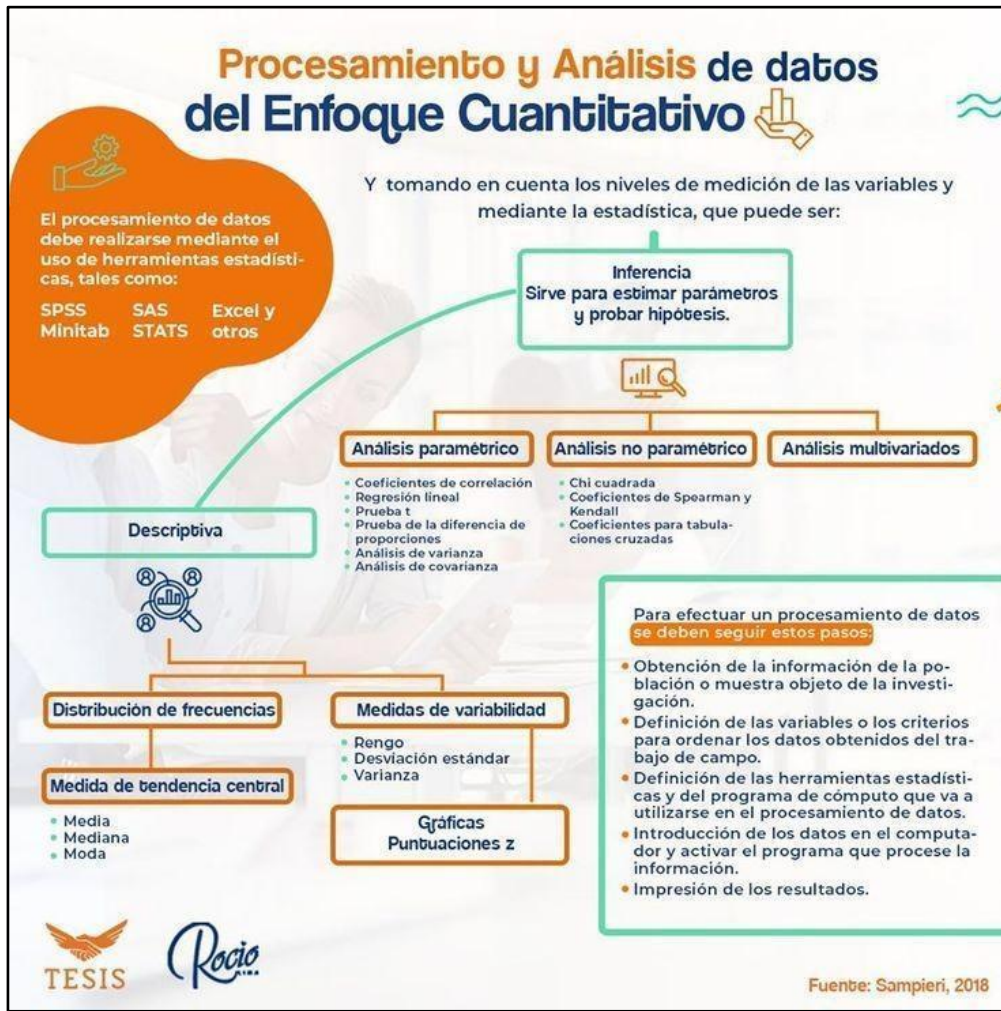 Procesamiento y Análisis de datos
del Enfoque Cuantitativo
El procesamiento de datos
debe realizarse mediante el
uso de herramientas estadísti-
cas, tales como:
SPSS SAS Excel y
Minitab STATS otros
Y tomando en cuenta los niveles de medición de las variables y
mediante la estadística, que puede ser:
Inferencia
Sirve para estimar parámetros
y probar hipótesis.
Análisis paramétrico
Coeficientes de correlación
Regresión lineal
Prueba t
Prueba de la diferencia de
proporciones
Análisis de varianza
Análisis de covarianza
Análisis no paramétrico
Chi cuadrada
Coeficientes de Spearman y
Kendall
Coeficientes para tabula-
ciones cruzadas
Análisis multivariados
Descriptiva
Distribución de frecuencias
Medida de tendencia central
Media
Mediana
Moda
Medidas de variabilidad
Rengo
Desviación estándar
Varianza
Gráficas
Puntuaciones z
Para efectuar un procesamiento de datos
se deben seguir estos pasos:
Obtención de la información de la po-
blación o muestra objeto de la investi-
gación.
Definición de las variables o los criterios
para ordenar los datos obtenidos del tra-
bajo de campo.
Definición de las herramientas estadísti-
cas y del programa de cómputo que va a
utilizarse en el procesamiento de datos.
Introducción de los datos en el computa-
dor y activar el programa que procese la
información.
Impresión de los resultados.
TESIS
Rocio
Fuente: Sampieri, 2018